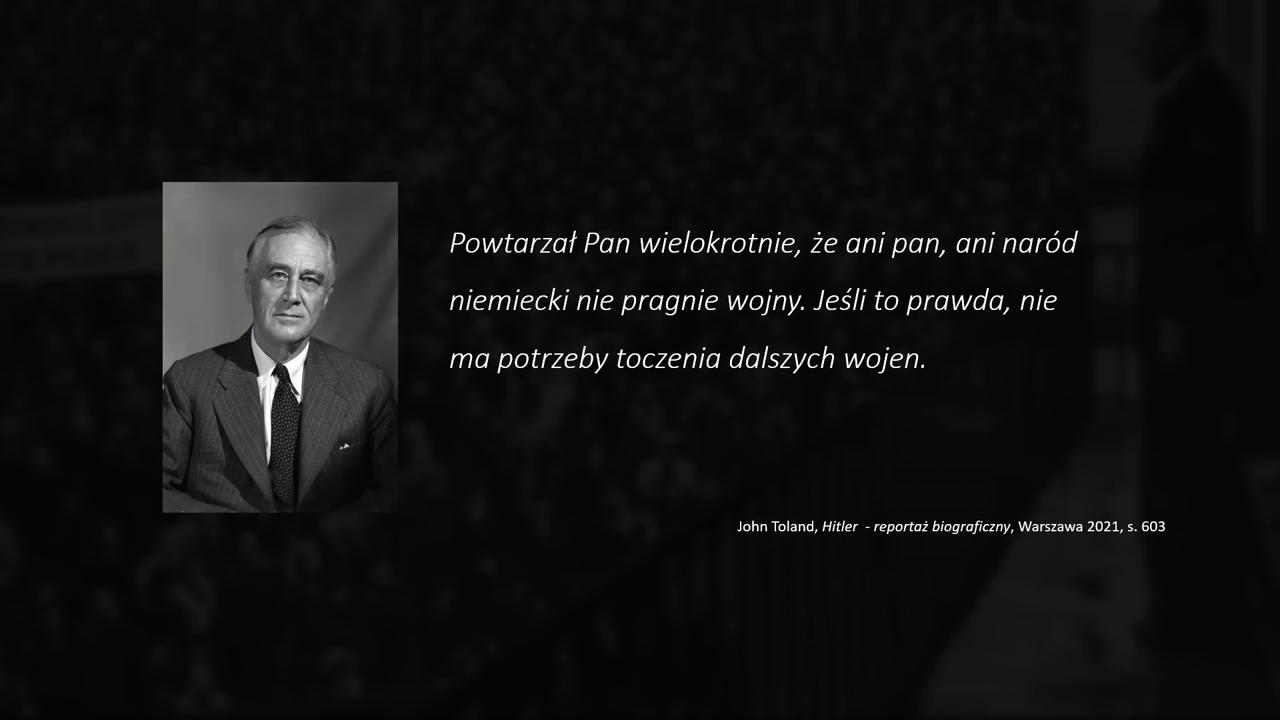 Powtarzał Pan wielokrotnie, że ani pan, ani naród
niemiecki nie pragnie wojny. Jeśli to prawda, nie
ma potrzeby toczenia dalszych wojen.
John Toland, Hitler - reportaż biograficzny, Warszawa 2021, s. 603